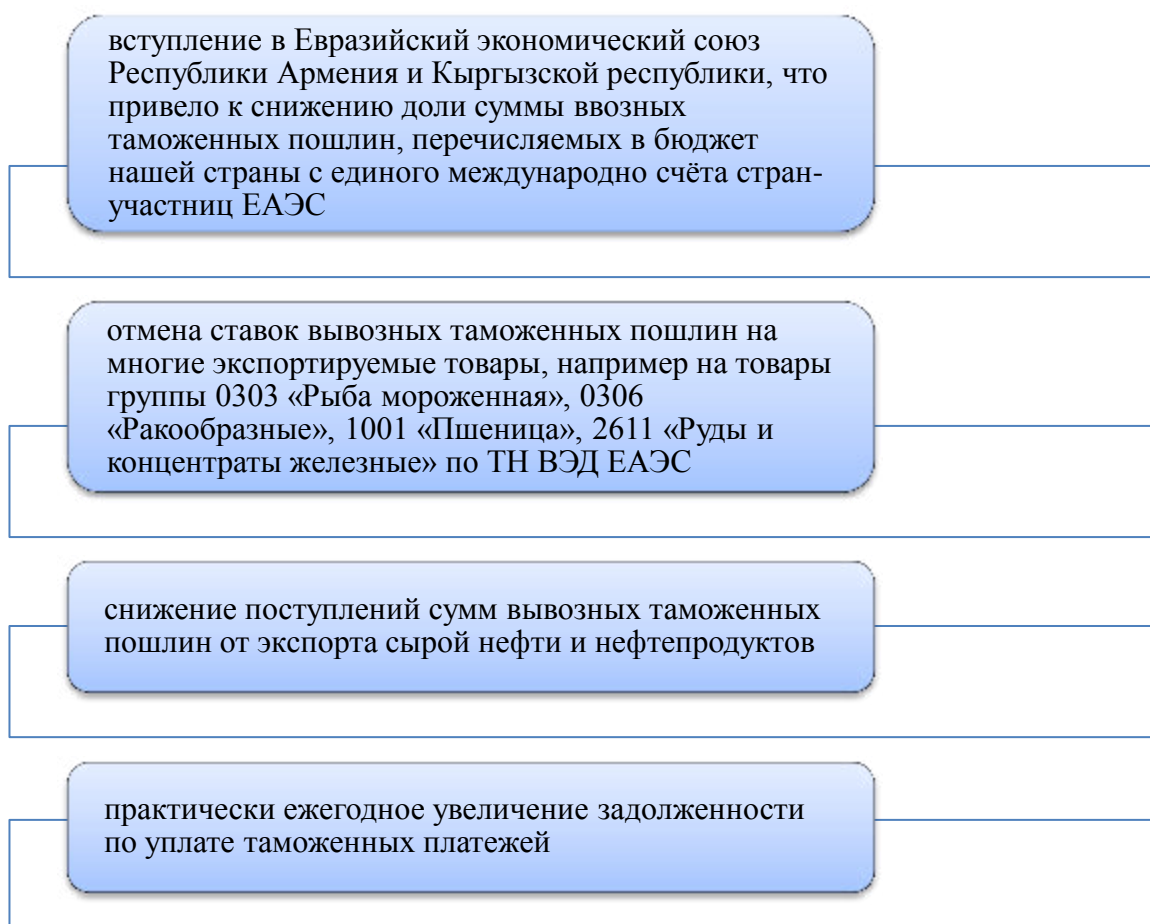 вступление в Евразийский экономический союз
Республики Армения и Кыргызской республики, что
привело к снижению доли суммы ввозных
таможенных пошлин, перечисляемых в бюджет
нашей страны с единого международно счёта стран-
участниц ЕАЭС
отмена ставок вывозных таможенных пошлин на
многие экспортируемые товары, например на товары
группы 0303 «Рыба мороженная», 0306
«Ракообразные», 1001 «Пшеница», 2611 «Руды и
концентраты железные» по ТН ВЭД ЕАЭС
снижение поступлений сумм вывозных таможенных
пошлин от экспорта сырой нефти и нефтепродуктов
практически ежегодное увеличение задолженности
по уплате таможенных платежей